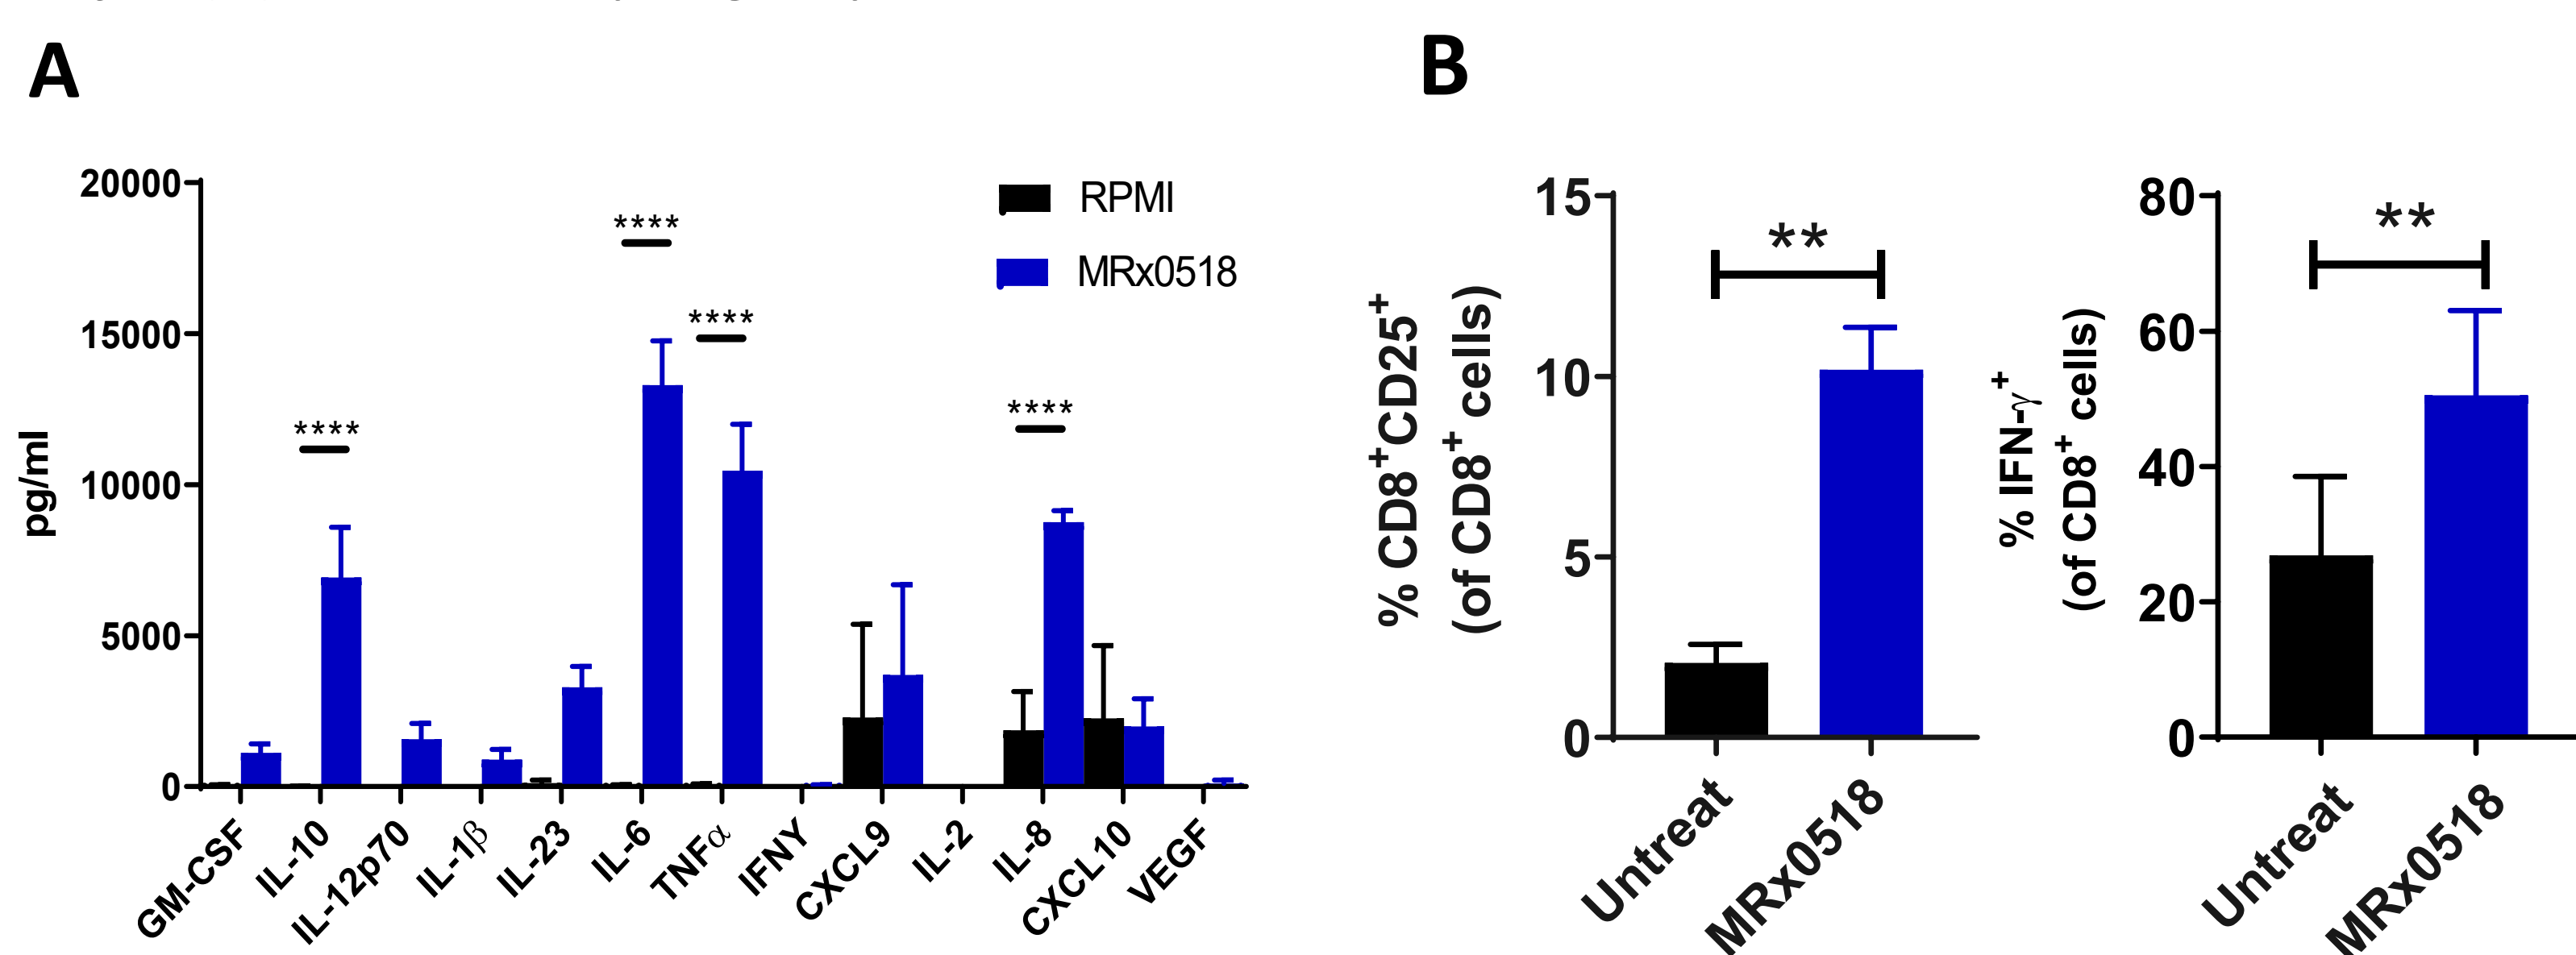 A
B
20000
15000
10000
5000
0
pg/ml
RPMI
MRx0518
****
****
****
****
GM-CSF
IL-10
IL-12p70
IL-1β
IL-23
IL-6
TNFα
IFNY
CXCL9
IL-2
IL-8
CXCL10
VEGF
% CD8+CD25+
(of CD8+ cells)
15
10
5
0
**
Untreat
MRx0518
% IFN-γ+
(of CD8+ cells)
80
60
40
20
0
**
Untreat
MRx0518